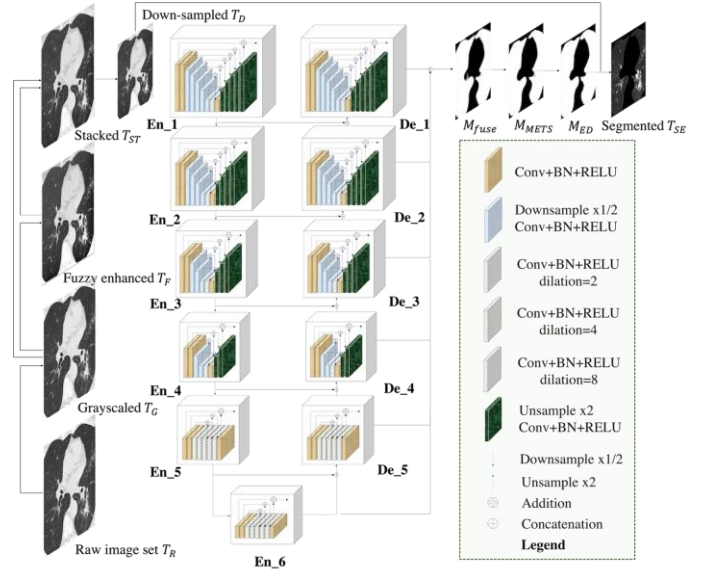 Down-sampled T_D
Stacked T_ST
En_1
De_1
M_fuse
M_METS
M_ED
Segmented T_SE
En_2
De_2
Fuzzy enhanced T_F
En_3
De_3
En_4
De_4
Grayscaled T_G
En_5
De_5
Raw image set T_R
En_6
Conv+BN+RELU
Downsample x1/2
Conv+BN+RELU
Conv+BN+RELU
dilation=2
Conv+BN+RELU
dilation=4
Conv+BN+RELU
dilation=8
Unsample x2
Conv+BN+RELU
Downsample x1/2
Unsample x2
Addition
Concatenation
Legend